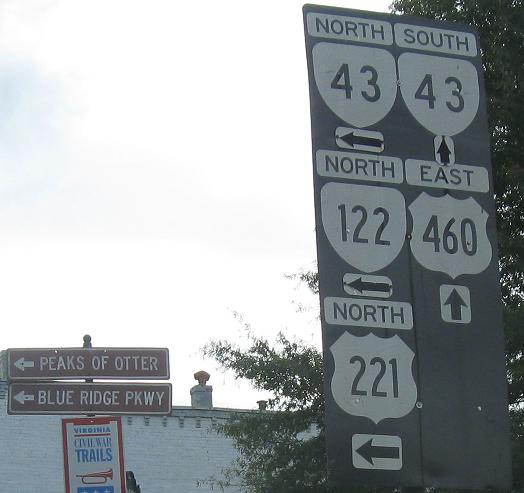 NORTH SOUTH
43 43
NORTH EAST
122 460
NORTH
221
PEAKS OF OTTER
BLUE RIDGE PKWY
VIRGINIA
CIVIL WAR
TRAILS